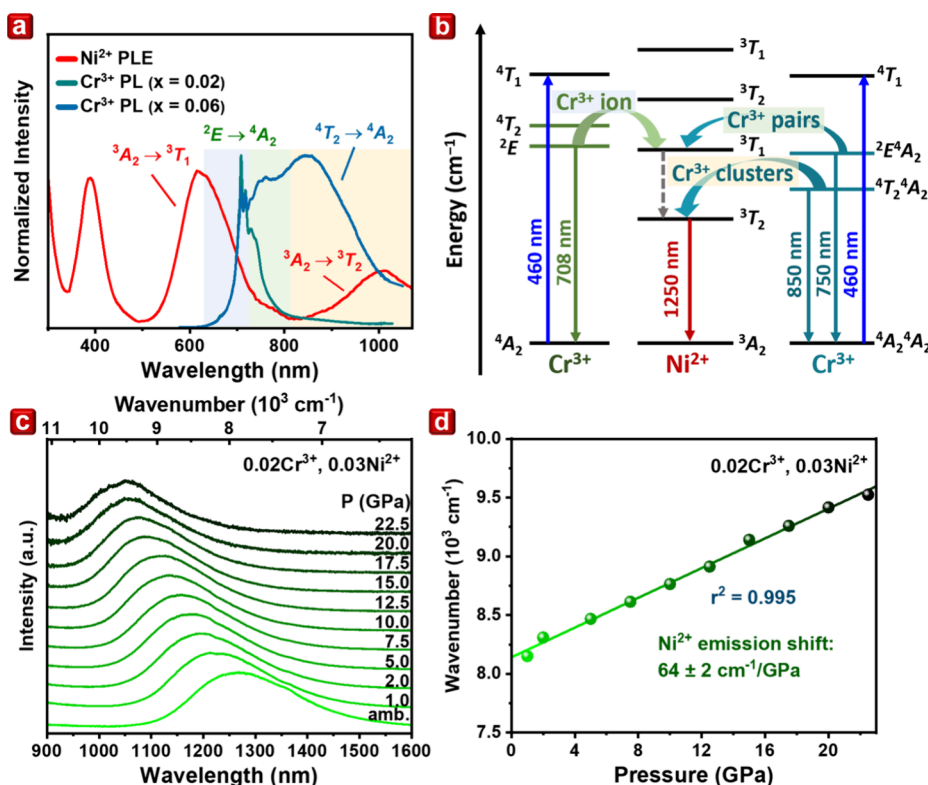 a
Ni²⁺ PLE
Cr³⁺ PL (x = 0.02)
Cr³⁺ PL (x = 0.06)
²E → ⁴A₂
⁴T₂ → ⁴A₂
³A₂ → ³T₁
³A₂ → ³T₂
Normalized Intensity
400 600 800 1000
Wavelength (nm)
b
Energy (cm⁻¹)
³T₁
⁴T₁
⁴T₁
³T₂
Cr³⁺ ion
Cr³⁺ pairs
⁴T₂
²E
³T₁
²E⁴A₂
Cr³⁺ clusters
⁴T₂⁴A₂
³T₂
460 nm
708 nm
1250 nm
850 nm
750 nm
460 nm
⁴A₂
³A₂
⁴A₂⁴A₂
Cr³⁺
Ni²⁺
Cr³⁺
c
Wavenumber (10³ cm⁻¹)
11 10 9 8 7
0.02Cr³⁺, 0.03Ni²⁺
P (GPa)
22.5
20.0
17.5
15.0
12.5
10.0
7.5
5.0
2.0
1.0
amb.
Intensity (a.u.)
900 1000 1100 1200 1300 1400 1500 1600
Wavelength (nm)
d
Wavenumber (10³ cm⁻¹)
10.0
9.5
9.0
8.5
8.0
7.5
0.02Cr³⁺, 0.03Ni²⁺
r² = 0.995
Ni²⁺ emission shift:
64 ± 2 cm⁻¹/GPa
0 4 8 12 16 20
Pressure (GPa)